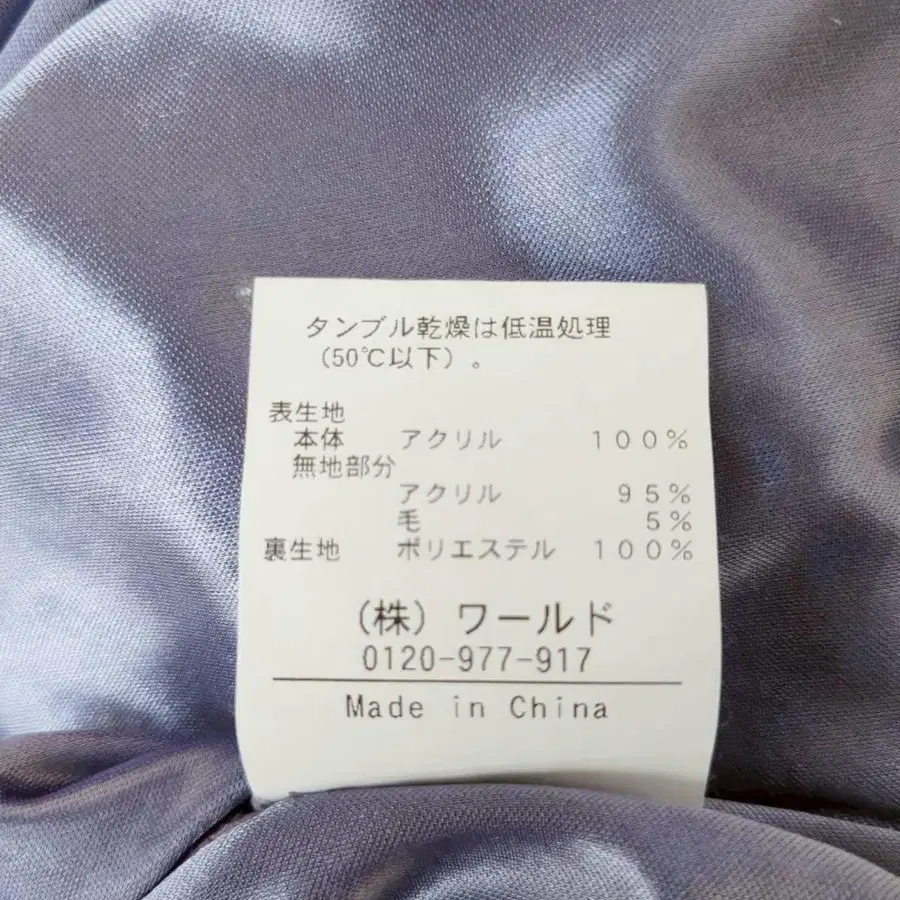 タンブル乾燥は低温処理
（50℃以下）。
表生地
本体 アクリル 100%
無地部分
アクリル 95%
毛 5%
裏生地 ポリエステル 100%
（株）ワールド
0120-977-917
Made in China